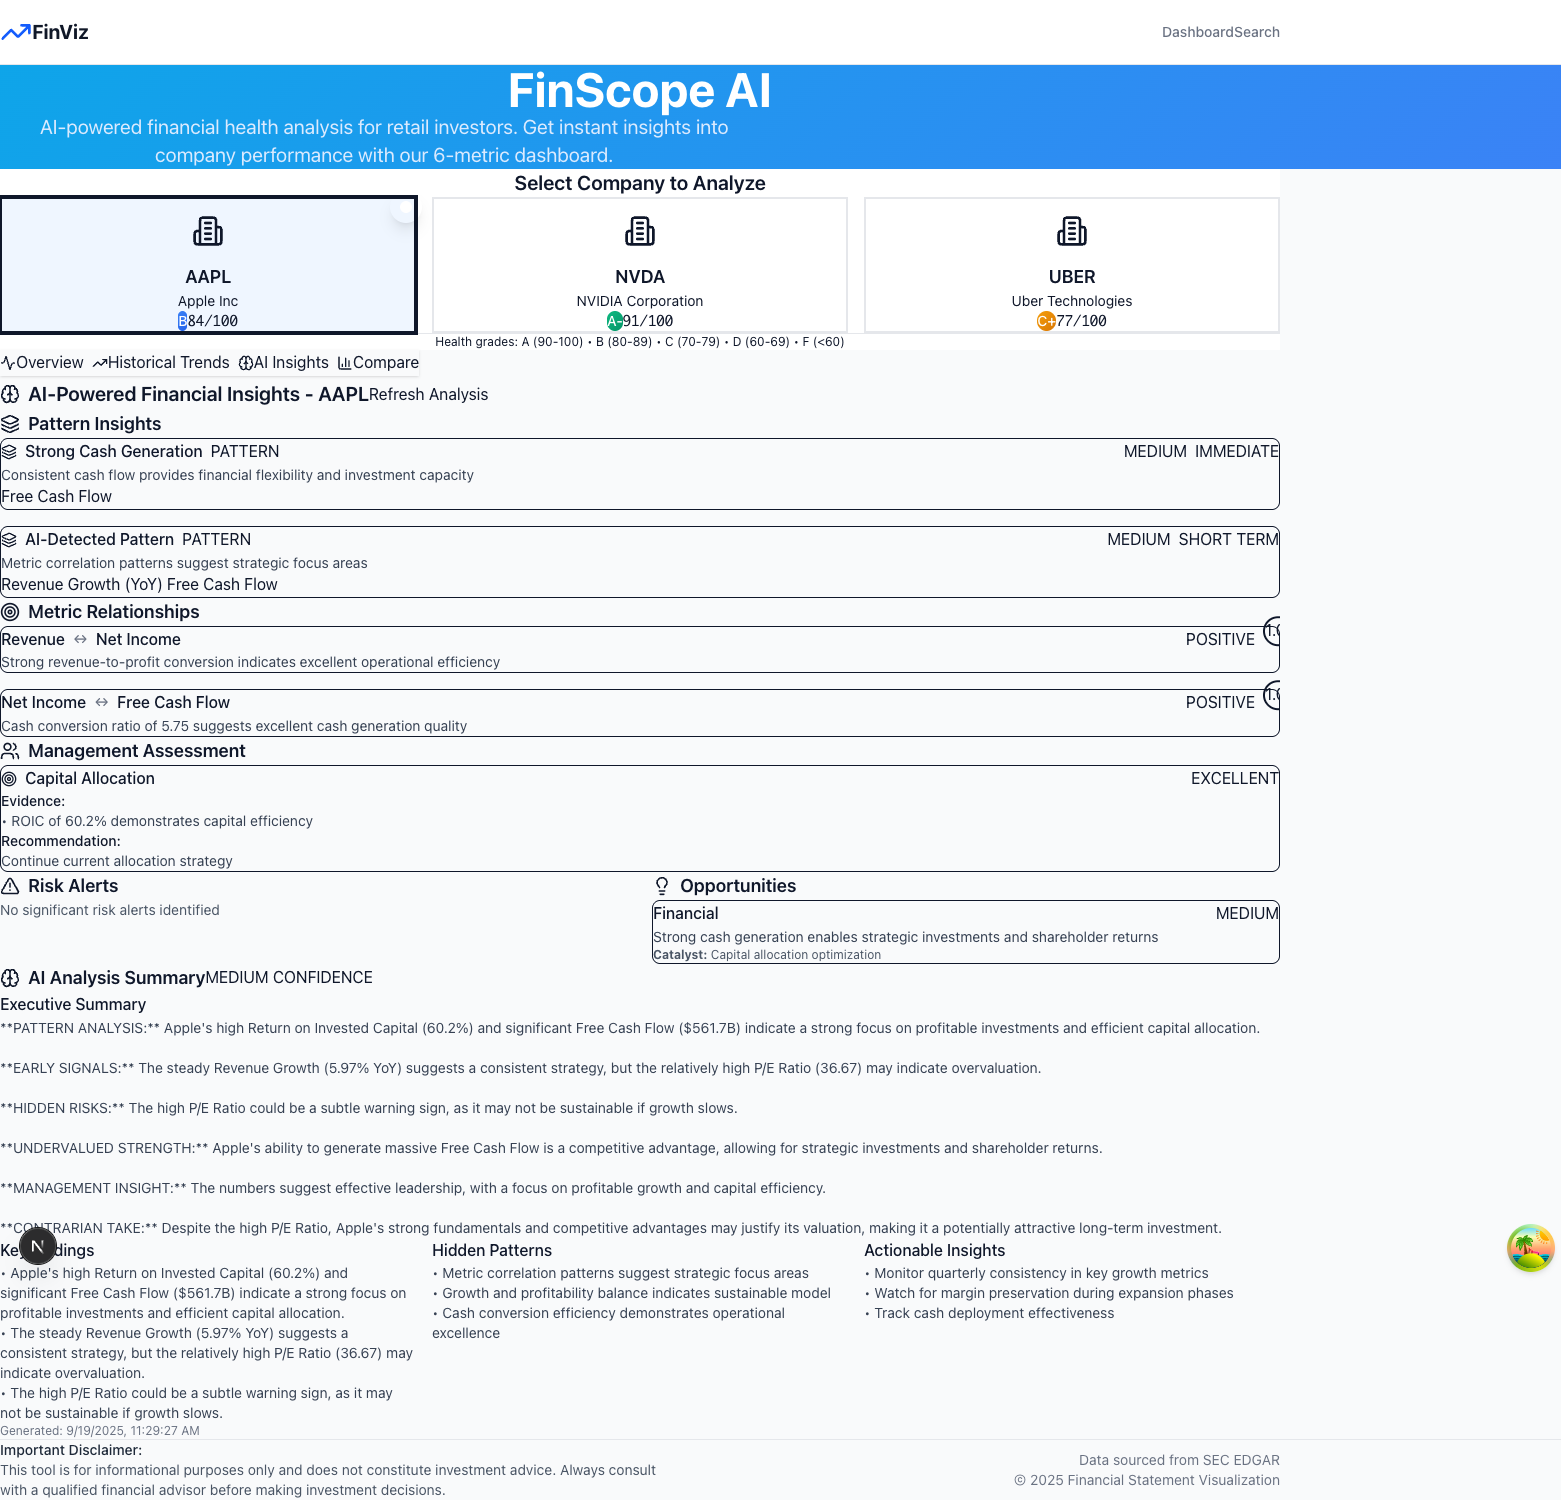 FinViz
DashboardSearch
FinScope AI
AI-powered financial health analysis for retail investors. Get instant insights into
company performance with our 6-metric dashboard.
Select Company to Analyze
AAPL
Apple Inc
B84/100
NVDA
NVIDIA Corporation
A-91/100
UBER
Uber Technologies
C+77/100
Health grades: A (90-100) • B (80-89) • C (70-79) • D (60-69) • F (<60)
Overview Historical Trends AI Insights Compare
AI-Powered Financial Insights - AAPLRefresh Analysis
Pattern Insights
Strong Cash Generation PATTERN MEDIUM IMMEDIATE
Consistent cash flow provides financial flexibility and investment capacity
Free Cash Flow
AI-Detected Pattern PATTERN MEDIUM SHORT TERM
Metric correlation patterns suggest strategic focus areas
Revenue Growth (YoY) Free Cash Flow
Metric Relationships
Revenue ↔ Net Income POSITIVE
Strong revenue-to-profit conversion indicates excellent operational efficiency
Net Income ↔ Free Cash Flow POSITIVE
Cash conversion ratio of 5.75 suggests excellent cash generation quality
Management Assessment
Capital Allocation EXCELLENT
Evidence:
• ROIC of 60.2% demonstrates capital efficiency
Recommendation:
Continue current allocation strategy
Risk Alerts
No significant risk alerts identified
Opportunities
Financial MEDIUM
Strong cash generation enables strategic investments and shareholder returns
Catalyst: Capital allocation optimization
AI Analysis SummaryMEDIUM CONFIDENCE
Executive Summary
**PATTERN ANALYSIS:** Apple's high Return on Invested Capital (60.2%) and significant Free Cash Flow ($561.7B) indicate a strong focus on profitable investments and efficient capital allocation.
**EARLY SIGNALS:** The steady Revenue Growth (5.97% YoY) suggests a consistent strategy, but the relatively high P/E Ratio (36.67) may indicate overvaluation.
**HIDDEN RISKS:** The high P/E Ratio could be a subtle warning sign, as it may not be sustainable if growth slows.
**UNDERVALUED STRENGTH:** Apple's ability to generate massive Free Cash Flow is a competitive advantage, allowing for strategic investments and shareholder returns.
**MANAGEMENT INSIGHT:** The numbers suggest effective leadership, with a focus on profitable growth and capital efficiency.
**CONTRARIAN TAKE:** Despite the high P/E Ratio, Apple's strong fundamentals and competitive advantages may justify its valuation, making it a potentially attractive long-term investment.
N
• Apple's high Return on Invested Capital (60.2%) and
significant Free Cash Flow ($561.7B) indicate a strong focus on
profitable investments and efficient capital allocation.
• The steady Revenue Growth (5.97% YoY) suggests a
consistent strategy, but the relatively high P/E Ratio (36.67) may
indicate overvaluation.
• The high P/E Ratio could be a subtle warning sign, as it may
not be sustainable if growth slows.
Hidden Patterns
• Metric correlation patterns suggest strategic focus areas
• Growth and profitability balance indicates sustainable model
• Cash conversion efficiency demonstrates operational
excellence
Actionable Insights
• Monitor quarterly consistency in key growth metrics
• Watch for margin preservation during expansion phases
• Track cash deployment effectiveness
Generated: 9/19/2025, 11:29:27 AM
Important Disclaimer:
This tool is for informational purposes only and does not constitute investment advice. Always consult
with a qualified financial advisor before making investment decisions.
Data sourced from SEC EDGAR
© 2025 Financial Statement Visualization